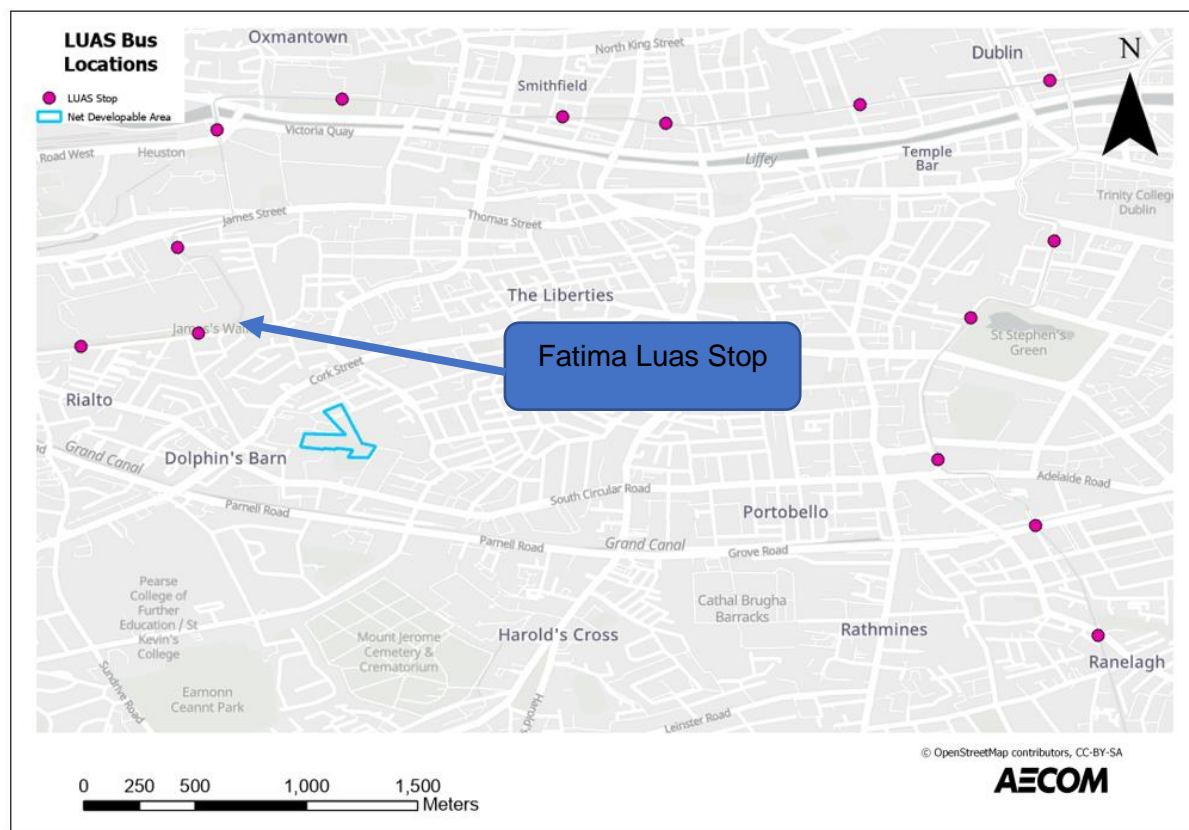 LUAS Bus
Locations
LUAS Stop
Net Developable Area
Oxmantown
North King Street
Smithfield
Dublin
N
Victoria Quay
Road West
Heuston
Liffey
Temple
Bar
Trinity College
Dublin
James Street
Thomas Street
The Liberties
St Stephen's
Green
Fatima Luas Stop
Cork Street
Rialto
Grand Canal
Dolphin's Barn
South Circular Road
Adelaide Road
Parnell Road
Portobello
Parnell Road
Grand Canal
Grove Road
Pearse
College of
Further
Education / St
Kevin's
College
Cathal Brugha
Barracks
Mount Jerome
Cemetery &
Crematorium
Harold's Cross
Rathmines
Ranelagh
Sundrive Road
Eamonn
Ceannt Park
Leinster Road
© OpenStreetMap contributors, CC-BY-SA
AECOM
0 250 500 1,000 1,500
Meters